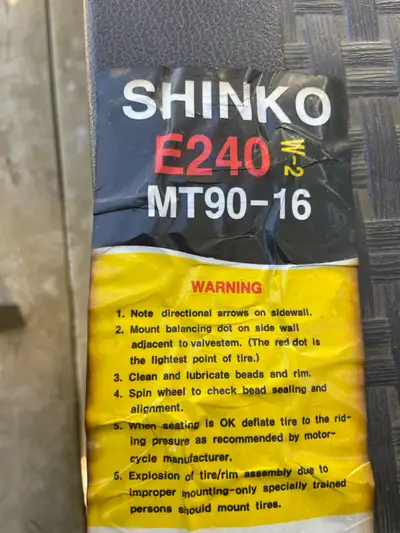 SHINKO
E240 W-2
MT90-16
WARNING
1. Note directional arrows on sidewall.
2. Mount balancing dot on side wall
adjacent to valvestem. (The red dot is
the lightest point of tire.)
3. Clean and lubricate beads and rim.
4. Spin wheel to check bead sealing and
alignment.
5. When seating is OK deflate tire to the rid-
ing presure as recommended by motor-
cycle manufacturer.
5. Explosion of tire/rim assembly due to
improper mounting-only specially trained
persons should mount tires.